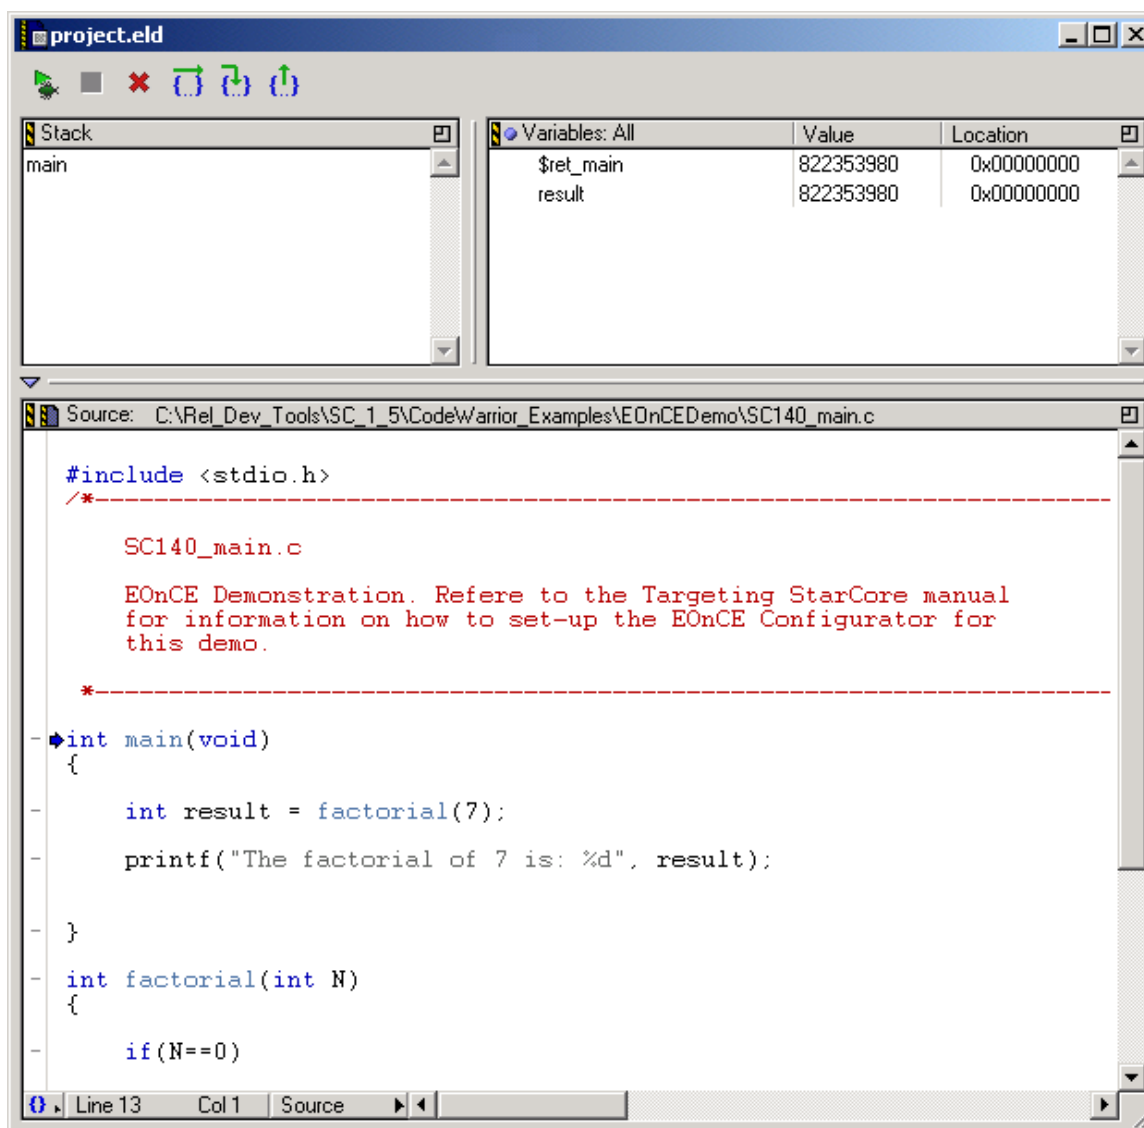 project.eld
Stack
main
Variables: All Value Location
$ret_main 822353980 0x00000000
result 822353980 0x00000000
Source: C:\Rel_Dev_Tools\SC_1_5\CodeWarrior_Examples\EOnCEDemo\SC140_main.c
#include <stdio.h>
/*----------------------------------------------------------------------
SC140_main.c
EOnCE Demonstration. Refere to the Targeting StarCore manual
for information on how to set-up the EOnCE Configurator for
this demo.
*----------------------------------------------------------------------
int main(void)
{
int result = factorial(7);
printf("The factorial of 7 is: %d", result);
}
int factorial(int N)
{
if(N==0)
Line 13 Col 1 Source